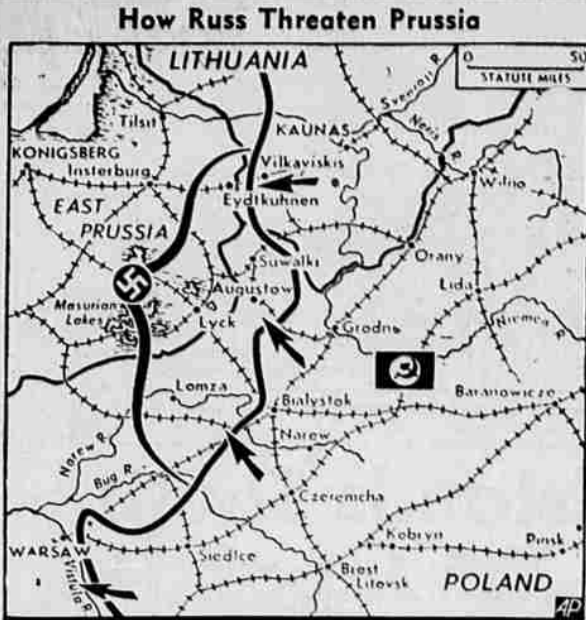 How Russ Threaten Prussia
LITHUANIA
0 50
STATUTE MILES
Sventoji R.
Neris R.
Tilsit
KAUNAS
KONIGSBERG
Vilkaviskis
Insterburg
Wilno
Eydtkuhnen
EAST
PRUSSIA
Orany
Suwalki
Augustow
Lida
Masurian
Lakes
Lyck
Grodno
Niemen R.
Lomza
Baranowicze
Bialystok
Narew R.
Narew
Bug R.
Czeremcha
WARSAW
Kobryn
Pinsk
Siedlce
Vistula R.
Brest
Litovsk
POLAND
AP